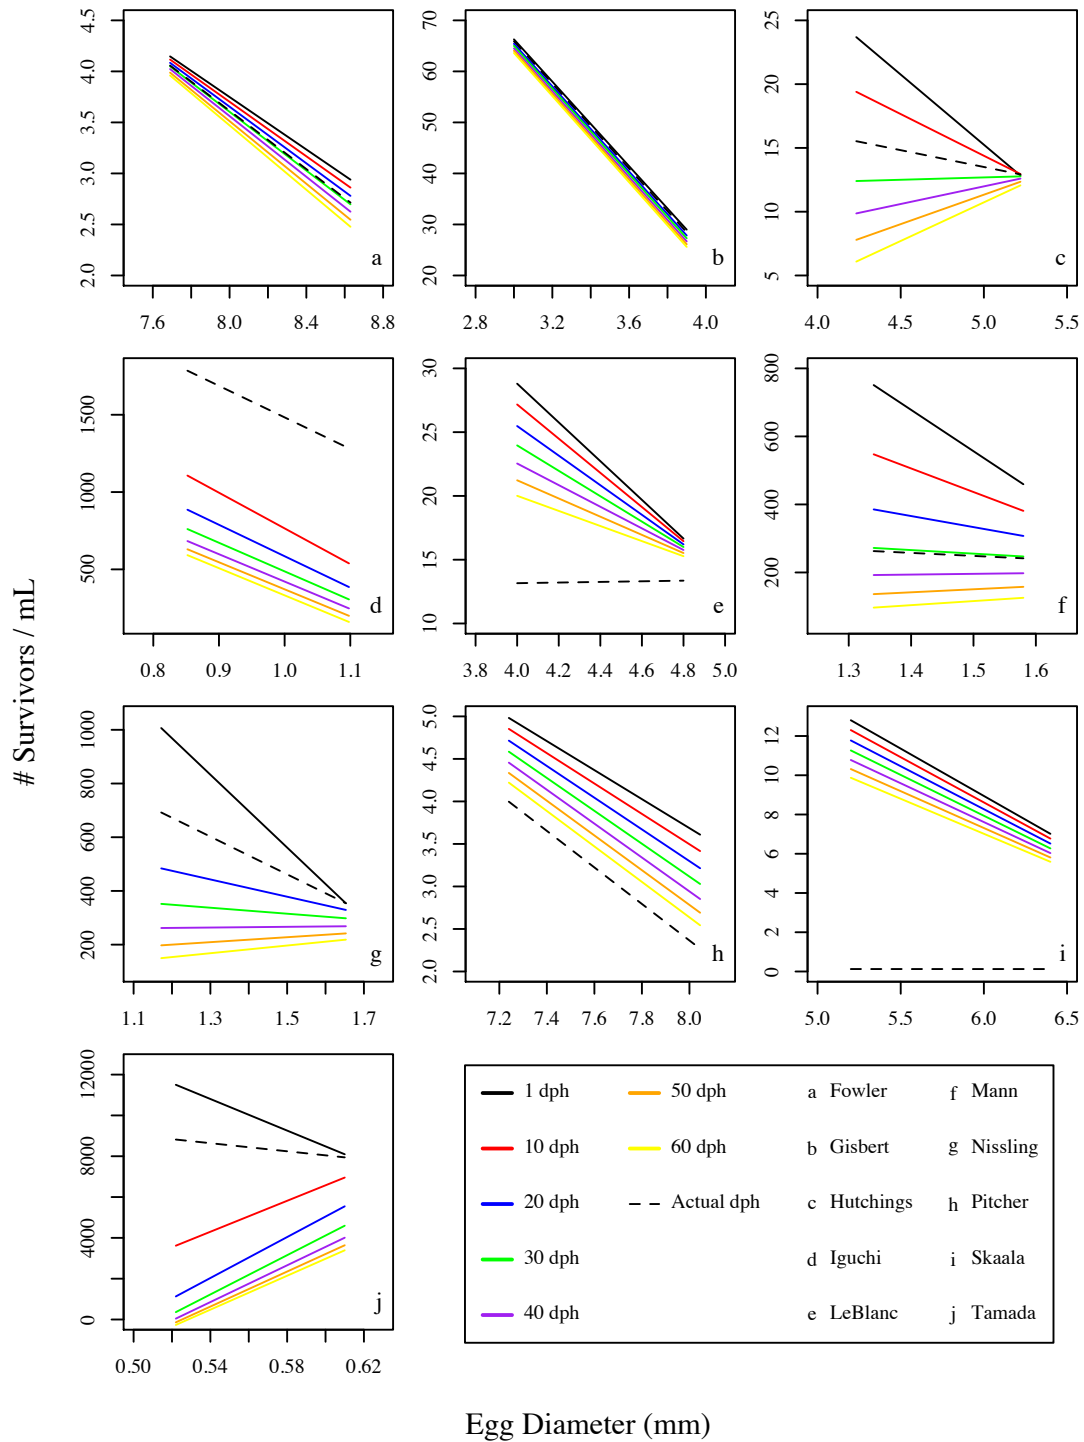 4.5
4.0
3.5
3.0
2.5
2.0
a
7.6 8.0 8.4 8.8
70
60
50
40
30
20
b
2.8 3.2 3.6 4.0
25
20
15
10
5
c
4.0 4.5 5.0 5.5
1500
1000
500
d
0.8 0.9 1.0 1.1
30
25
20
15
10
e
3.8 4.0 4.2 4.4 4.6 4.8 5.0
800
600
400
200
f
1.3 1.4 1.5 1.6
# Survivors / mL
1000
800
600
400
200
g
1.1 1.3 1.5 1.7
5.0
4.5
4.0
3.5
3.0
2.5
2.0
h
7.2 7.4 7.6 7.8 8.0
12
10
8
6
4
2
0
i
5.0 5.5 6.0 6.5
12000
8000
4000
0
j
0.50 0.54 0.58 0.62
1 dph 50 dph a Fowler f Mann
10 dph 60 dph b Gisbert g Nissling
20 dph Actual dph c Hutchings h Pitcher
30 dph d Iguchi i Skaala
40 dph e LeBlanc j Tamada
Egg Diameter (mm)